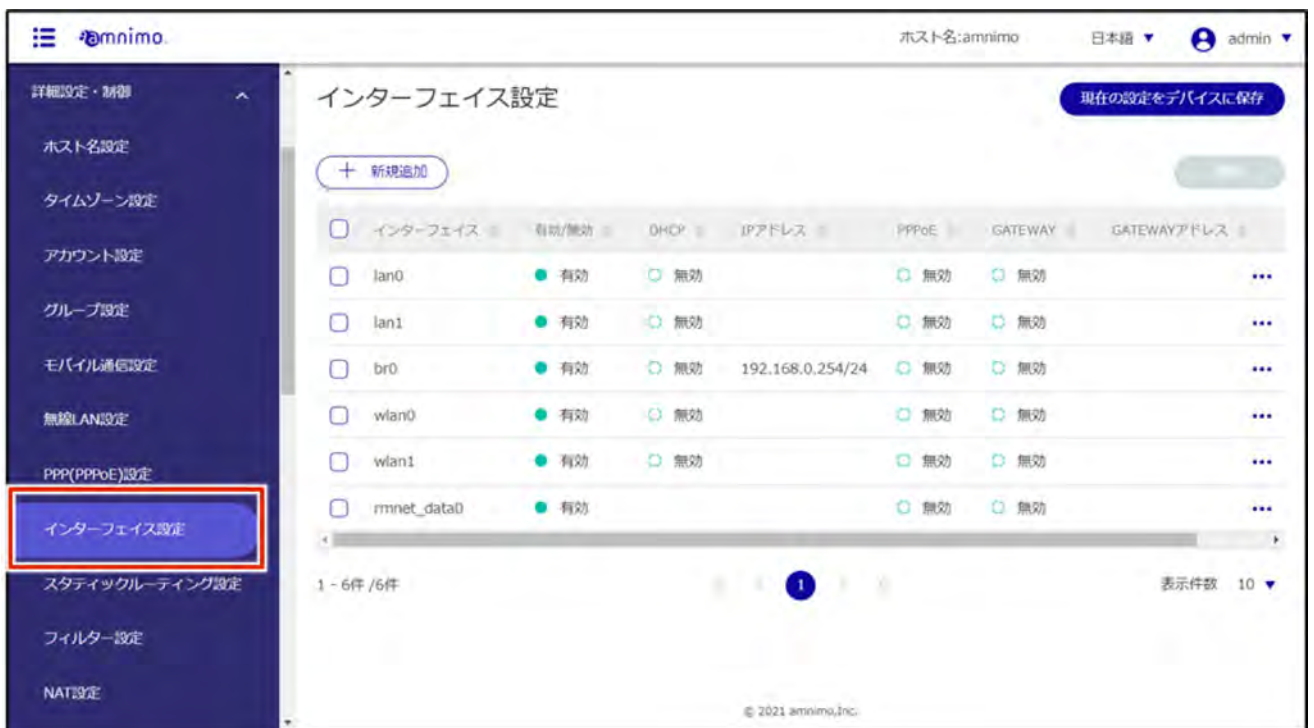 amnimo
ホスト名:amnimo 日本語 ▼ admin ▼
詳細設定・制御
ホスト名設定
タイムゾーン設定
アカウント設定
グループ設定
モバイル通信設定
無線LAN設定
PPP(PPPoE)設定
インターフェイス設定
スタティックルーティング設定
フィルター設定
NAT設定
インターフェイス設定
現在の設定をデバイスに保存
+ 新規追加
インターフェイス 有効/無効 DHCP IPアドレス PPPoE GATEWAY GATEWAYアドレス
lan0 有効 無効 無効 無効 •••
lan1 有効 無効 無効 無効 •••
br0 有効 無効 192.168.0.254/24 無効 無効 •••
wlan0 有効 無効 無効 無効 •••
wlan1 有効 無効 無効 無効 •••
rmnet_data0 有効 無効 無効 •••
1 - 6件 /6件 1 表示件数 10 ▼
© 2021 amnimo,Inc.